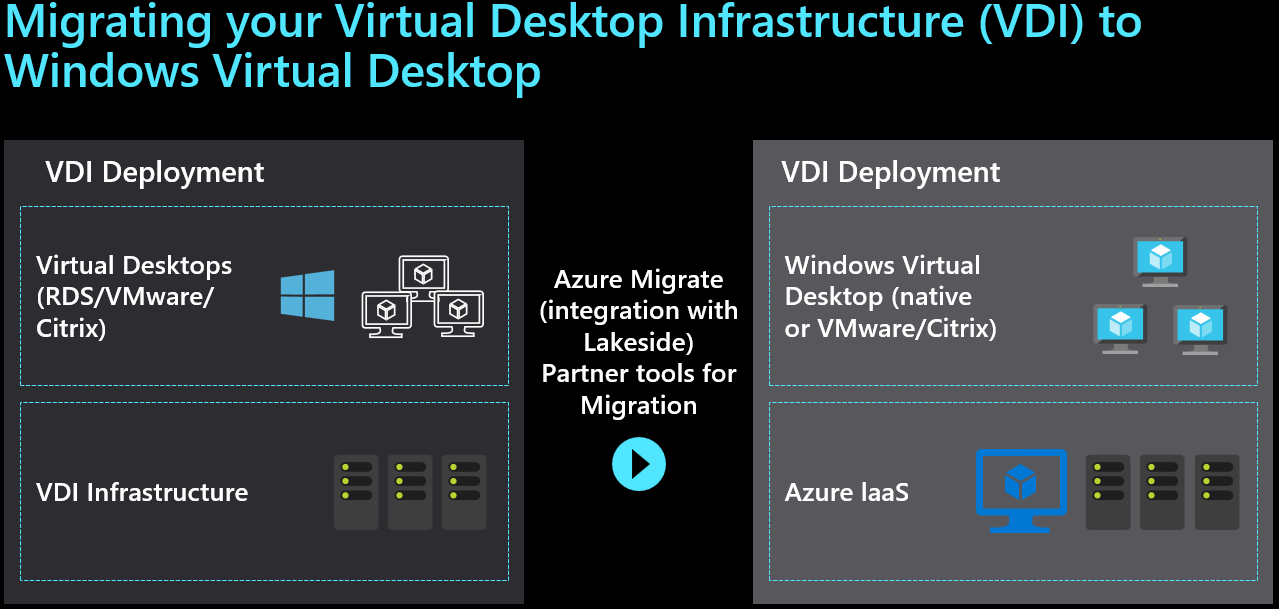 Migrating your Virtual Desktop Infrastructure (VDI) to
Windows Virtual Desktop
VDI Deployment
Virtual Desktops
(RDS/VMware/
Citrix)
VDI Infrastructure
Azure Migrate
(integration with
Lakeside)
Partner tools for
Migration
VDI Deployment
Windows Virtual
Desktop (native
or VMware/Citrix)
Azure IaaS